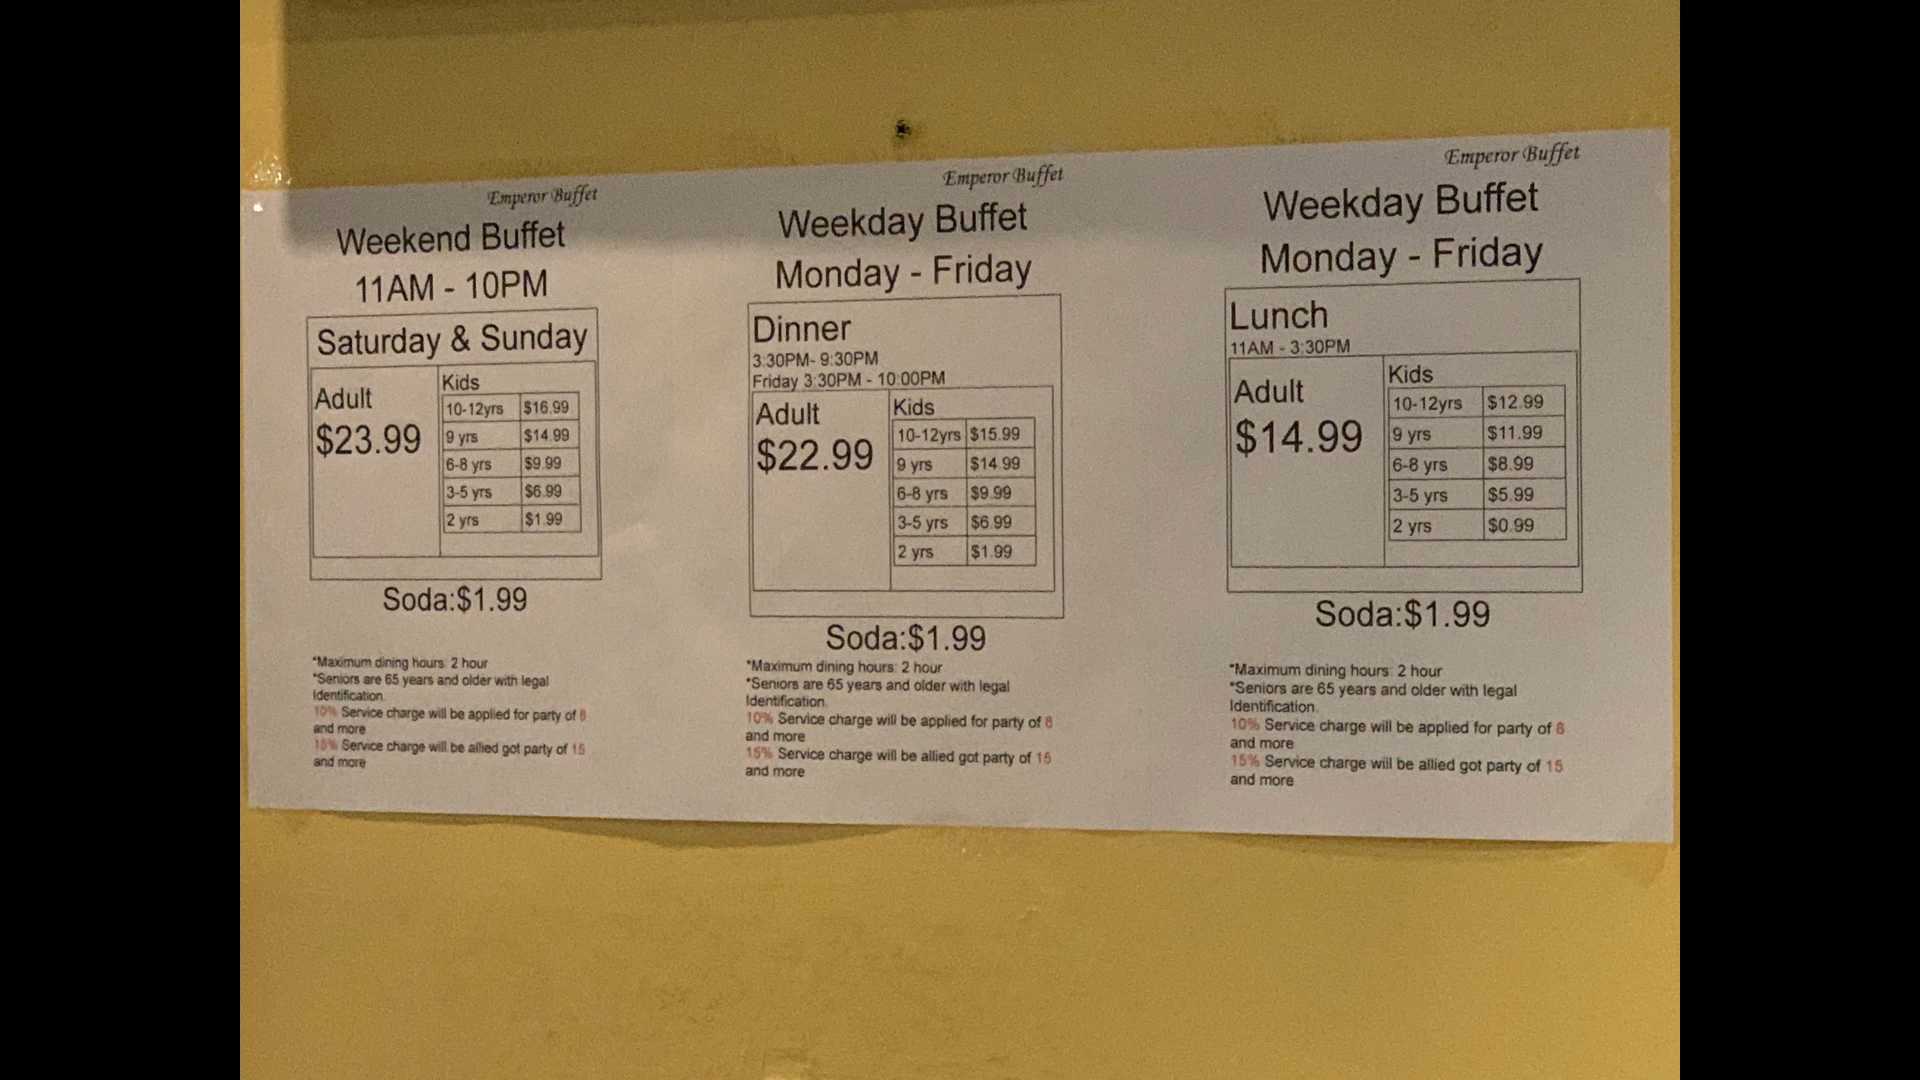 Emperor Buffet
Weekend Buffet
11AM - 10PM
Saturday & Sunday
Adult
$23.99
Kids
10-12yrs $16.99
9 yrs $14.99
6-8 yrs $9.99
3-5 yrs $6.99
2 yrs $1.99
Soda:$1.99
*Maximum dining hours: 2 hour
*Seniors are 65 years and older with legal
Identification.
10% Service charge will be applied for party of 8
and more
15% Service charge will be allied got party of 15
and more
Emperor Buffet
Weekday Buffet
Monday - Friday
Dinner
3:30PM- 9:30PM
Friday 3:30PM - 10:00PM
Adult
$22.99
Kids
10-12yrs $15.99
9 yrs $14.99
6-8 yrs $9.99
3-5 yrs $6.99
2 yrs $1.99
Soda:$1.99
*Maximum dining hours: 2 hour
*Seniors are 65 years and older with legal
Identification.
10% Service charge will be applied for party of 8
and more
15% Service charge will be allied got party of 15
and more
Emperor Buffet
Weekday Buffet
Monday - Friday
Lunch
11AM - 3:30PM
Adult
$14.99
Kids
10-12yrs $12.99
9 yrs $11.99
6-8 yrs $8.99
3-5 yrs $5.99
2 yrs $0.99
Soda:$1.99
*Maximum dining hours: 2 hour
*Seniors are 65 years and older with legal
Identification.
10% Service charge will be applied for party of 8
and more
15% Service charge will be allied got party of 15
and more